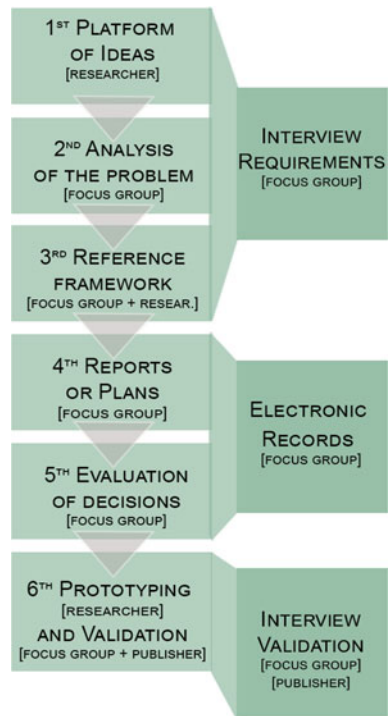 1ST PLATFORM
OF IDEAS
[RESEARCHER]
2ND ANALYSIS
OF THE PROBLEM
[FOCUS GROUP]
3RD REFERENCE
FRAMEWORK
[FOCUS GROUP + RESEAR.]
INTERVIEW
REQUIREMENTS
[FOCUS GROUP]
4TH REPORTS
OR PLANS
[FOCUS GROUP]
5TH EVALUATION
OF DECISIONS
[FOCUS GROUP]
ELECTRONIC
RECORDS
[FOCUS GROUP]
6TH PROTOTYPING
[RESEARCHER]
AND VALIDATION
[FOCUS GROUP + PUBLISHER]
INTERVIEW
VALIDATION
[FOCUS GROUP]
[PUBLISHER]